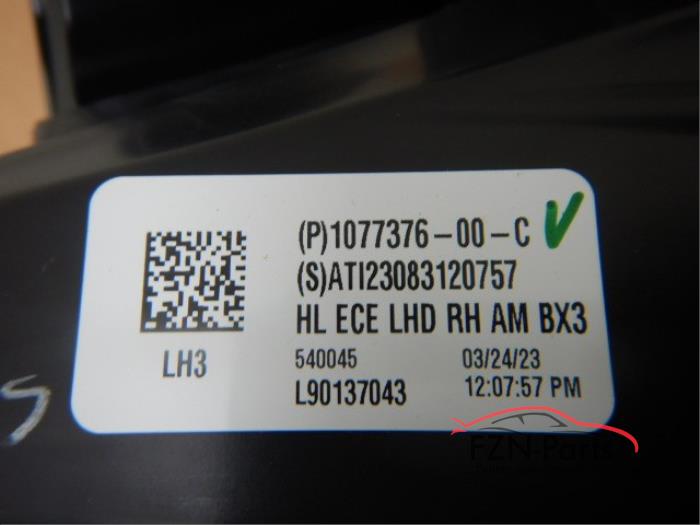 (P)1077376-00-C
(S)ATI23083120757
HL ECE LHD RH AM BX3
LH3
540045 03/24/23
L90137043 12:07:57 PM
FZN-Parts